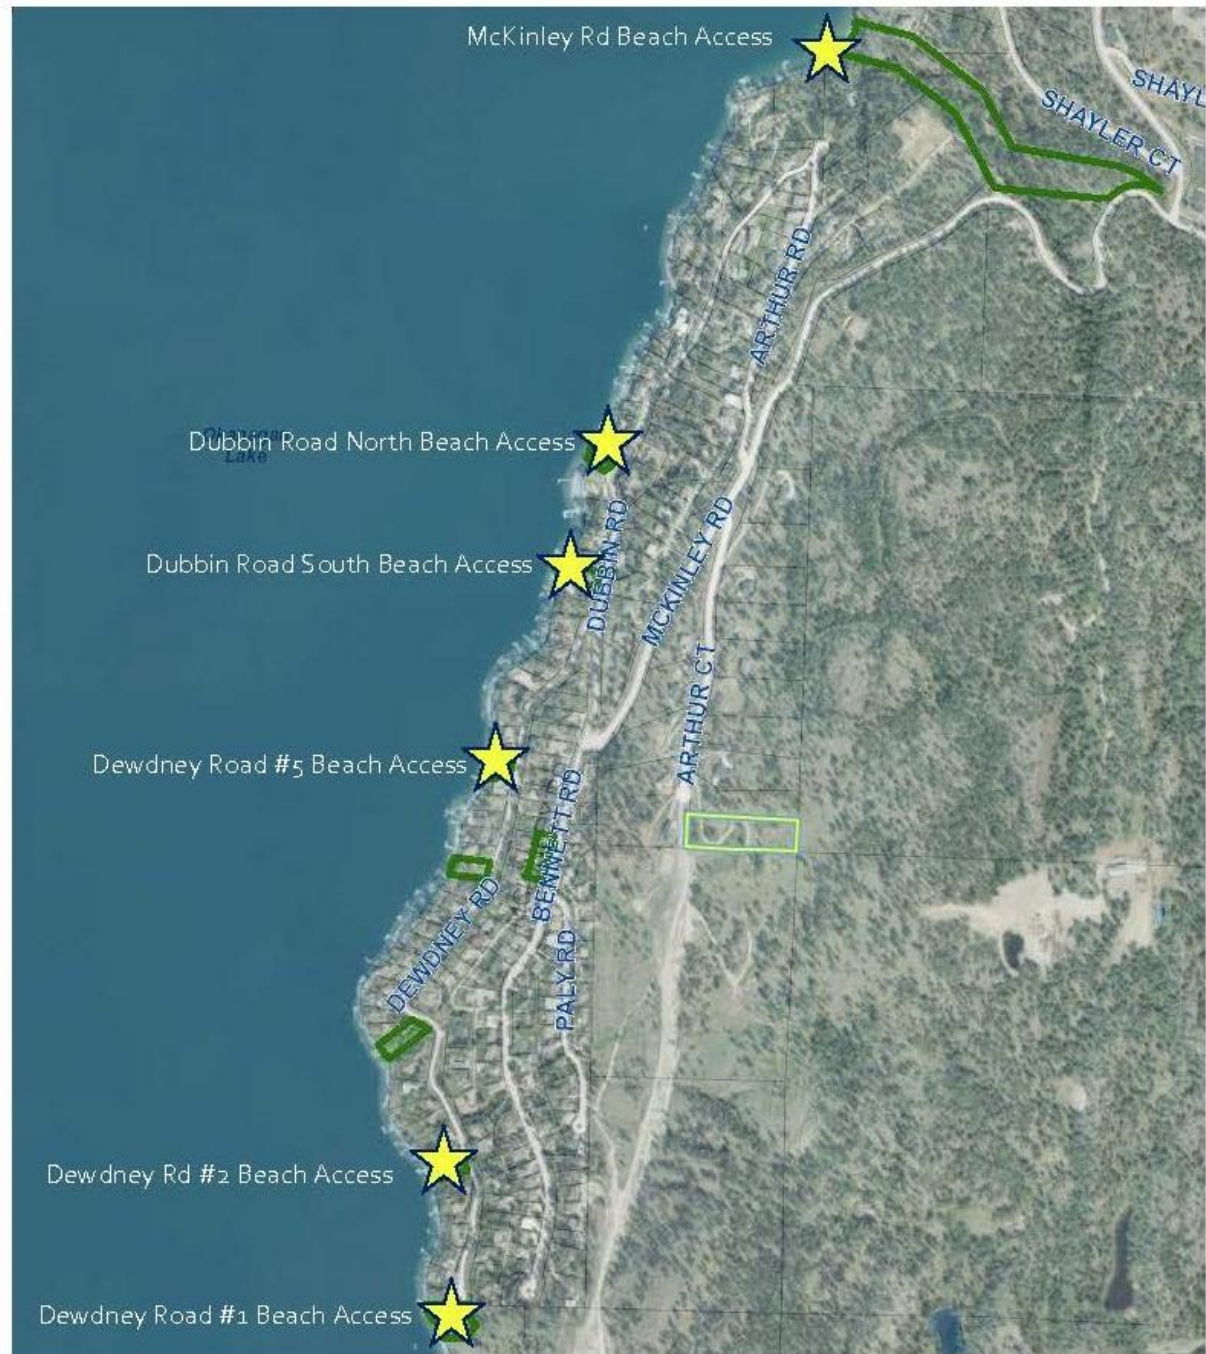 McKinley Rd Beach Access
SHAYL
SHAYLER CT
ARTHUR RD
Dubbin Road North Beach Access
Okanagan
Lake
MCKINLEY RD
Dubbin Road South Beach Access
DUBBIN RD
ARTHUR CT
Dewdney Road #5 Beach Access
BENNETT RD
DEWDNEY RD
PALY RD
Dewdney Rd #2 Beach Access
Dewdney Road #1 Beach Access